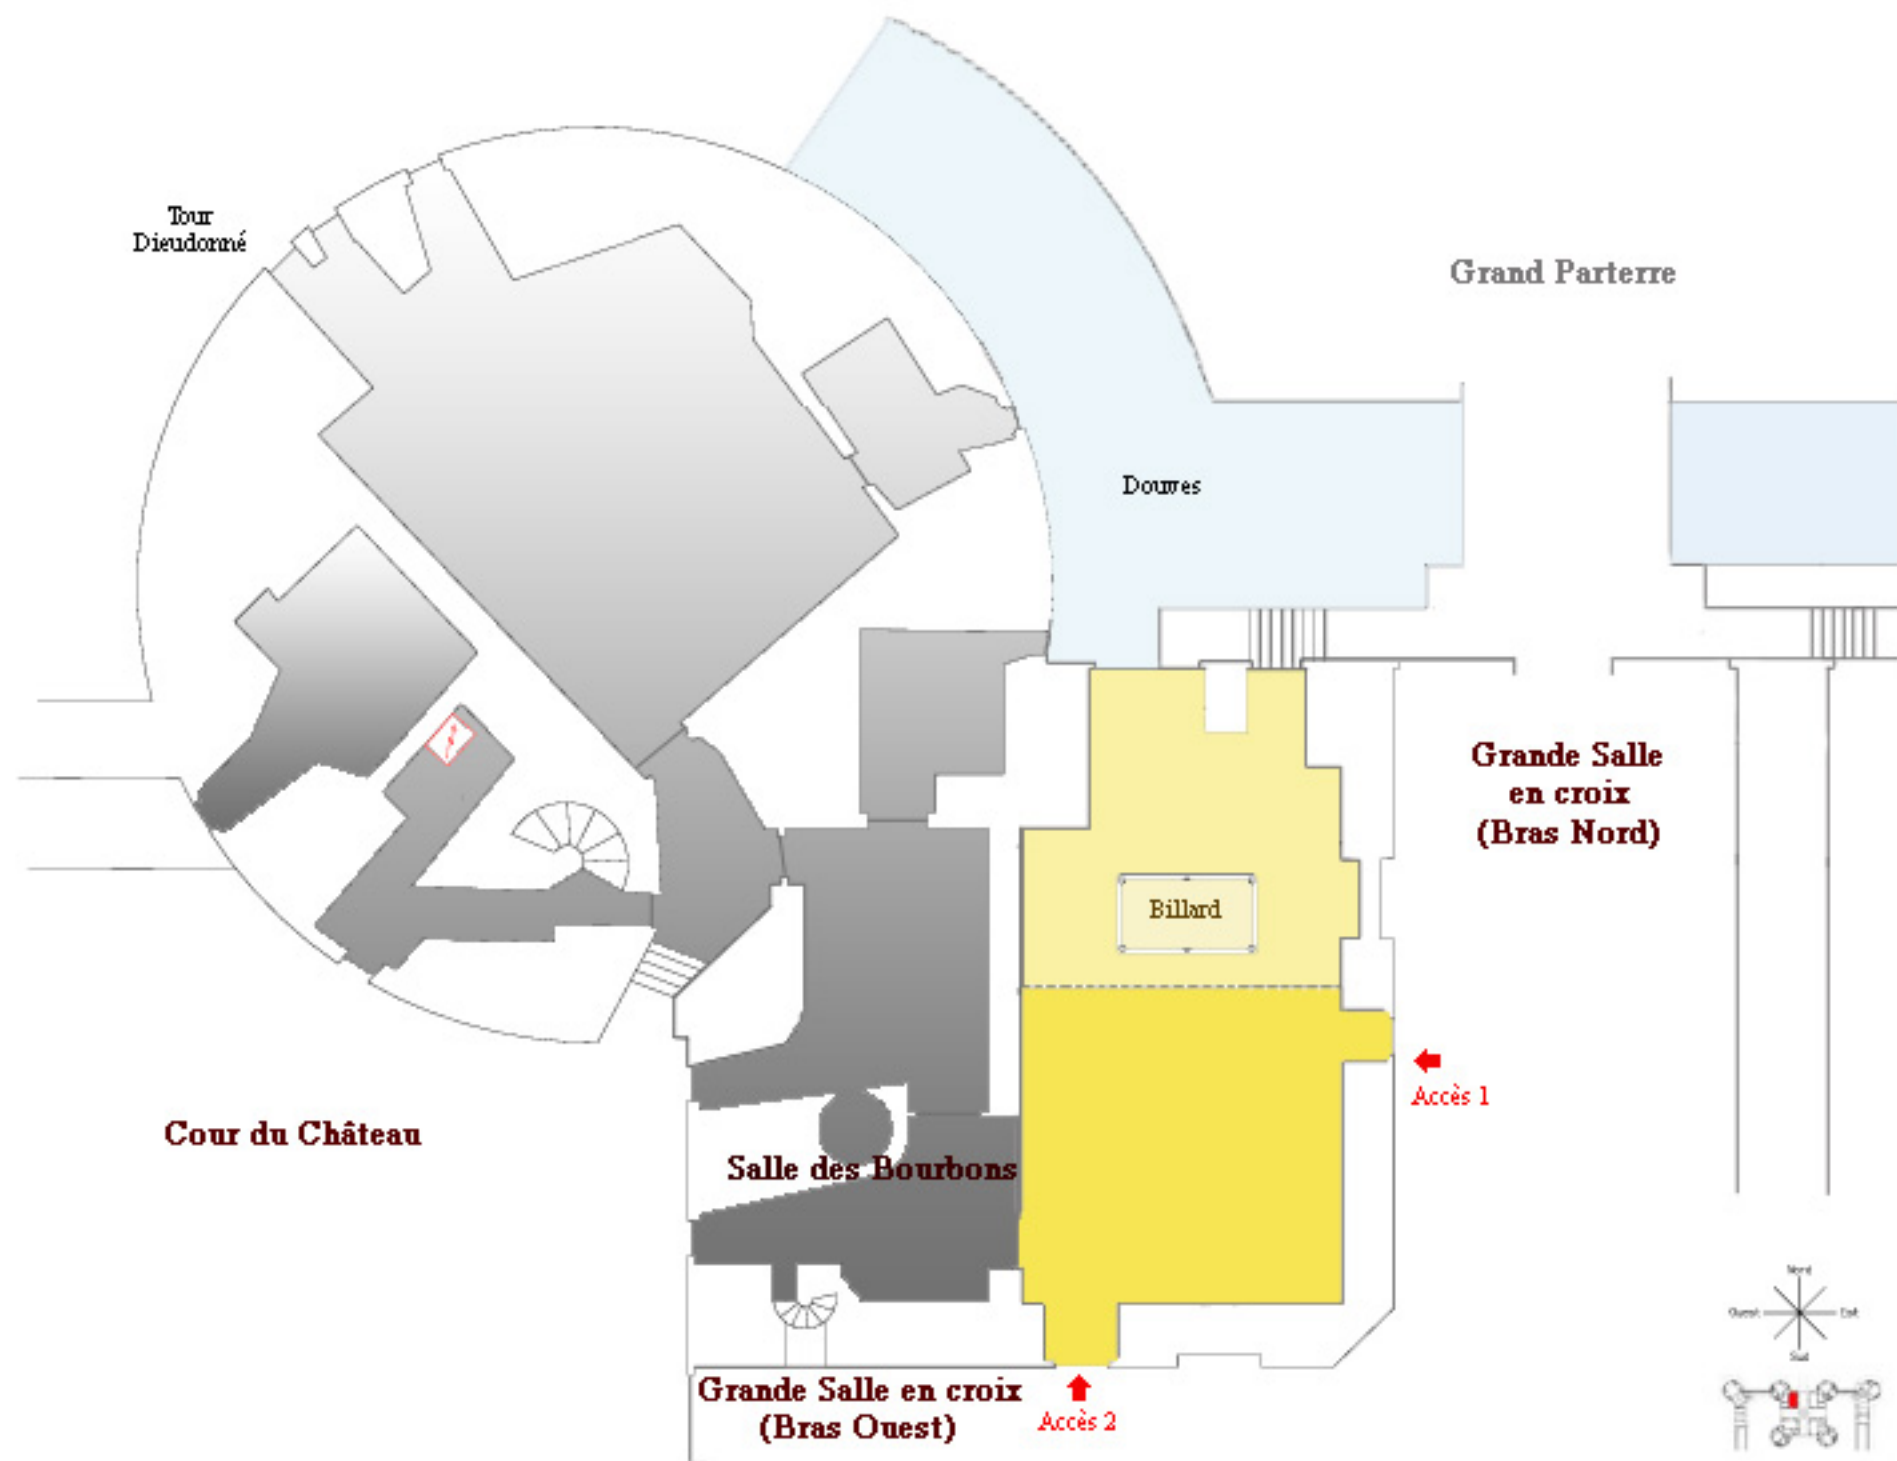 Tour
Dieudonné
Grand Parterre
Douves
Grande Salle
en croix
(Bras Nord)
Billard
Accès 1
Cour du Château
Salle des Bourbons
Nord
Ouest
Est
Sud
Grande Salle en croix
(Bras Ouest)
Accès 2